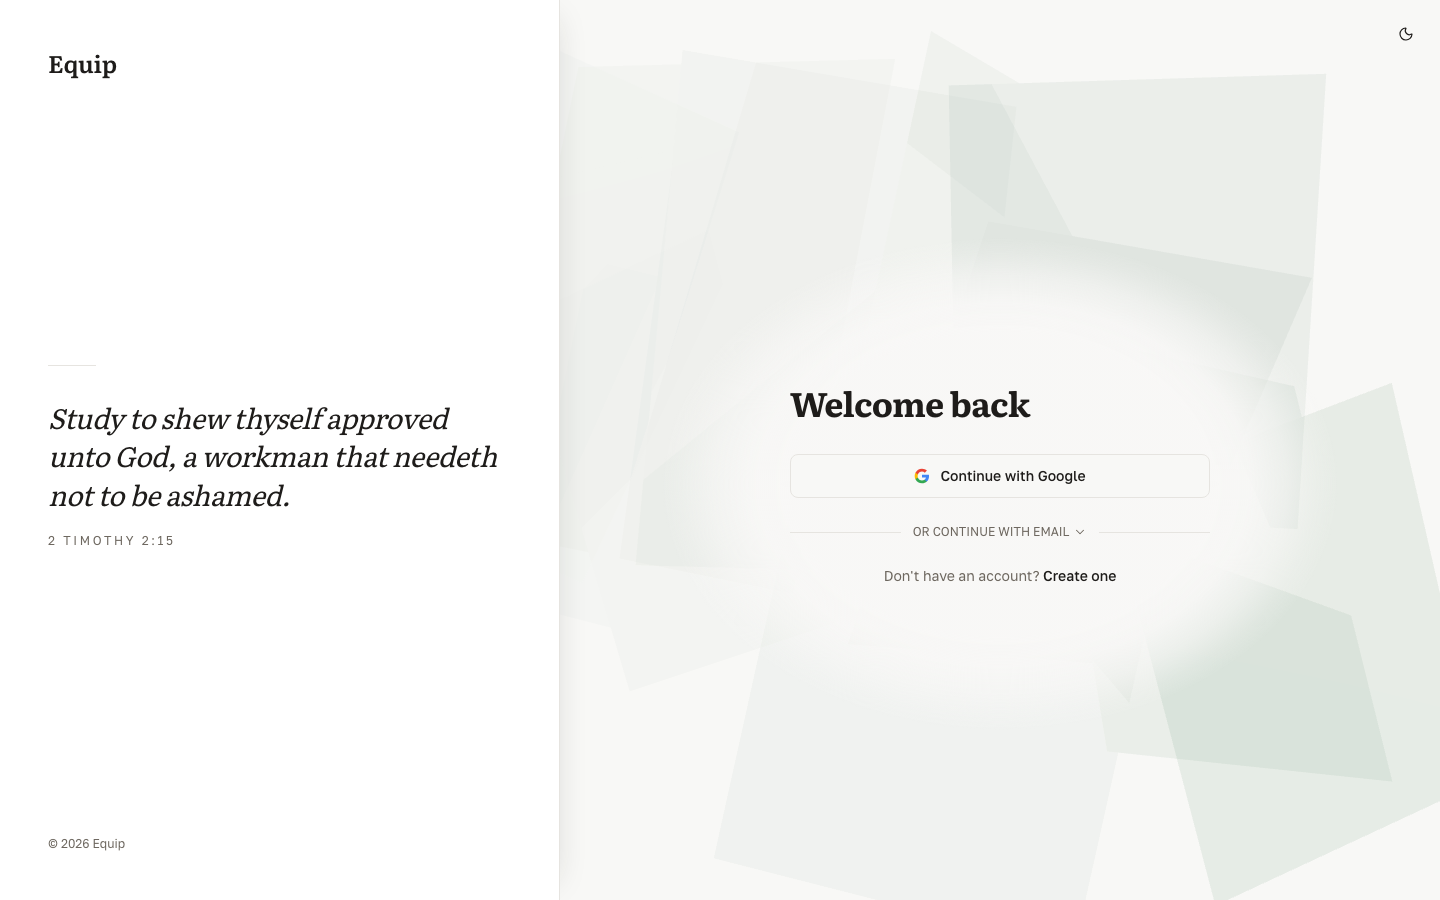 Equip
Study to shew thyself approved
unto God, a workman that needeth
not to be ashamed.
2 TIMOTHY 2:15
© 2026 Equip
Welcome back
Continue with Google
OR CONTINUE WITH EMAIL
Don't have an account? Create one